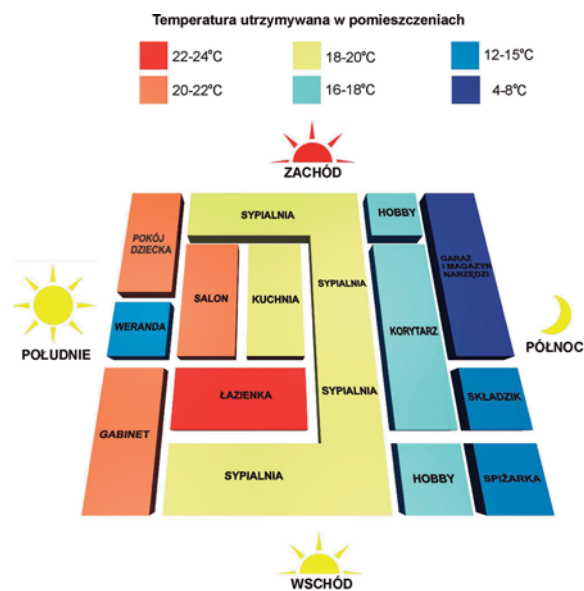 Temperatura utrzymywana w pomieszczeniach
22-24°C
18-20°C
12-15°C
20-22°C
16-18°C
4-8°C
ZACHÓD
SYPIALNIA
HOBBY
POKÓJ
DZIECKA
GARAŻ
I MAGAZYN
NARZĘDZI
SALON
KUCHNIA
SYPIALNIA
WERANDA
KORYTARZ
POŁUDNIE
PÓŁNOC
ŁAZIENKA
SYPIALNIA
SKŁADZIK
GABINET
SYPIALNIA
HOBBY
SPIŻARKA
WSCHÓD